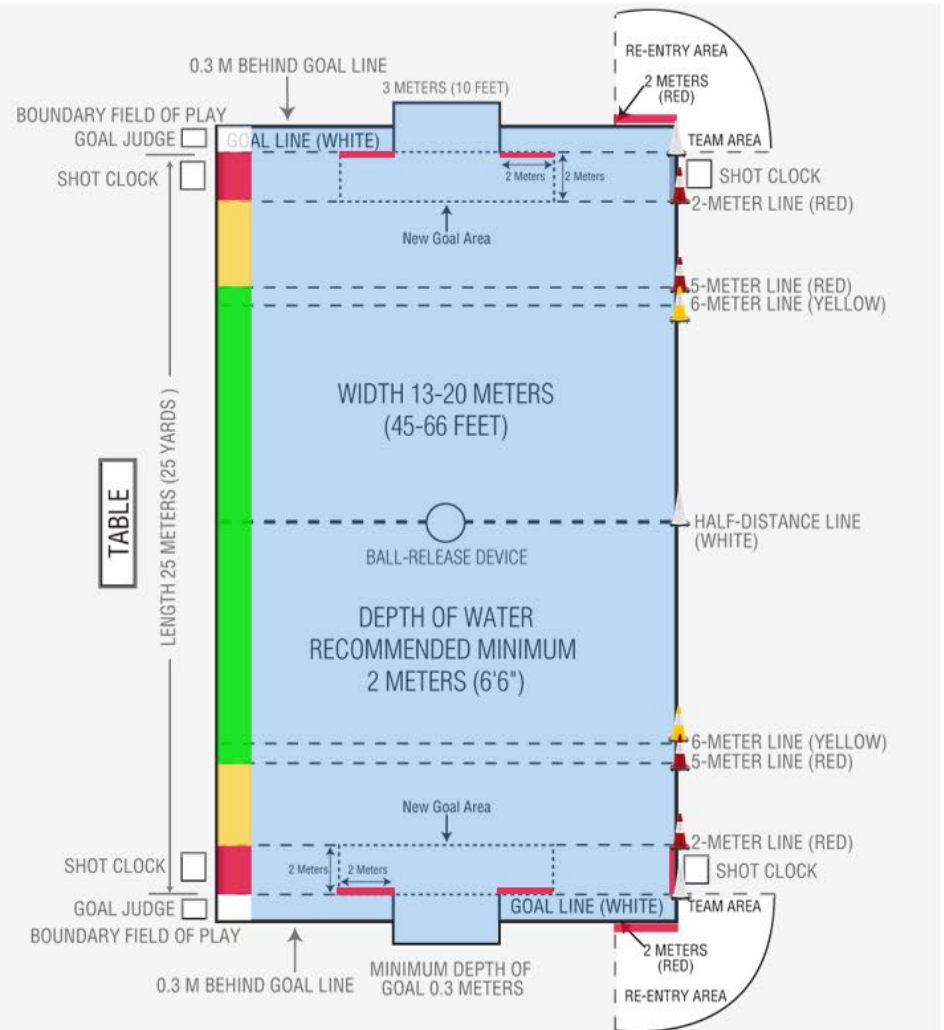 RE-ENTRY AREA
0.3 M BEHIND GOAL LINE
2 METERS
(RED)
3 METERS (10 FEET)
BOUNDARY FIELD OF PLAY
GOAL JUDGE
GOAL LINE (WHITE)
TEAM AREA
SHOT CLOCK
2 Meters
2 Meters
SHOT CLOCK
2-METER LINE (RED)
New Goal Area
5-METER LINE (RED)
6-METER LINE (YELLOW)
WIDTH 13-20 METERS
(45-66 FEET)
TABLE
LENGTH 25 METERS (25 YARDS )
HALF-DISTANCE LINE
(WHITE)
BALL-RELEASE DEVICE
DEPTH OF WATER
RECOMMENDED MINIMUM
2 METERS (6'6")
6-METER LINE (YELLOW)
5-METER LINE (RED)
New Goal Area
2-METER LINE (RED)
SHOT CLOCK
2 Meters
2 Meters
SHOT CLOCK
GOAL JUDGE
GOAL LINE (WHITE)
TEAM AREA
BOUNDARY FIELD OF PLAY
2 METERS
(RED)
0.3 M BEHIND GOAL LINE
MINIMUM DEPTH OF
GOAL 0.3 METERS
RE-ENTRY AREA